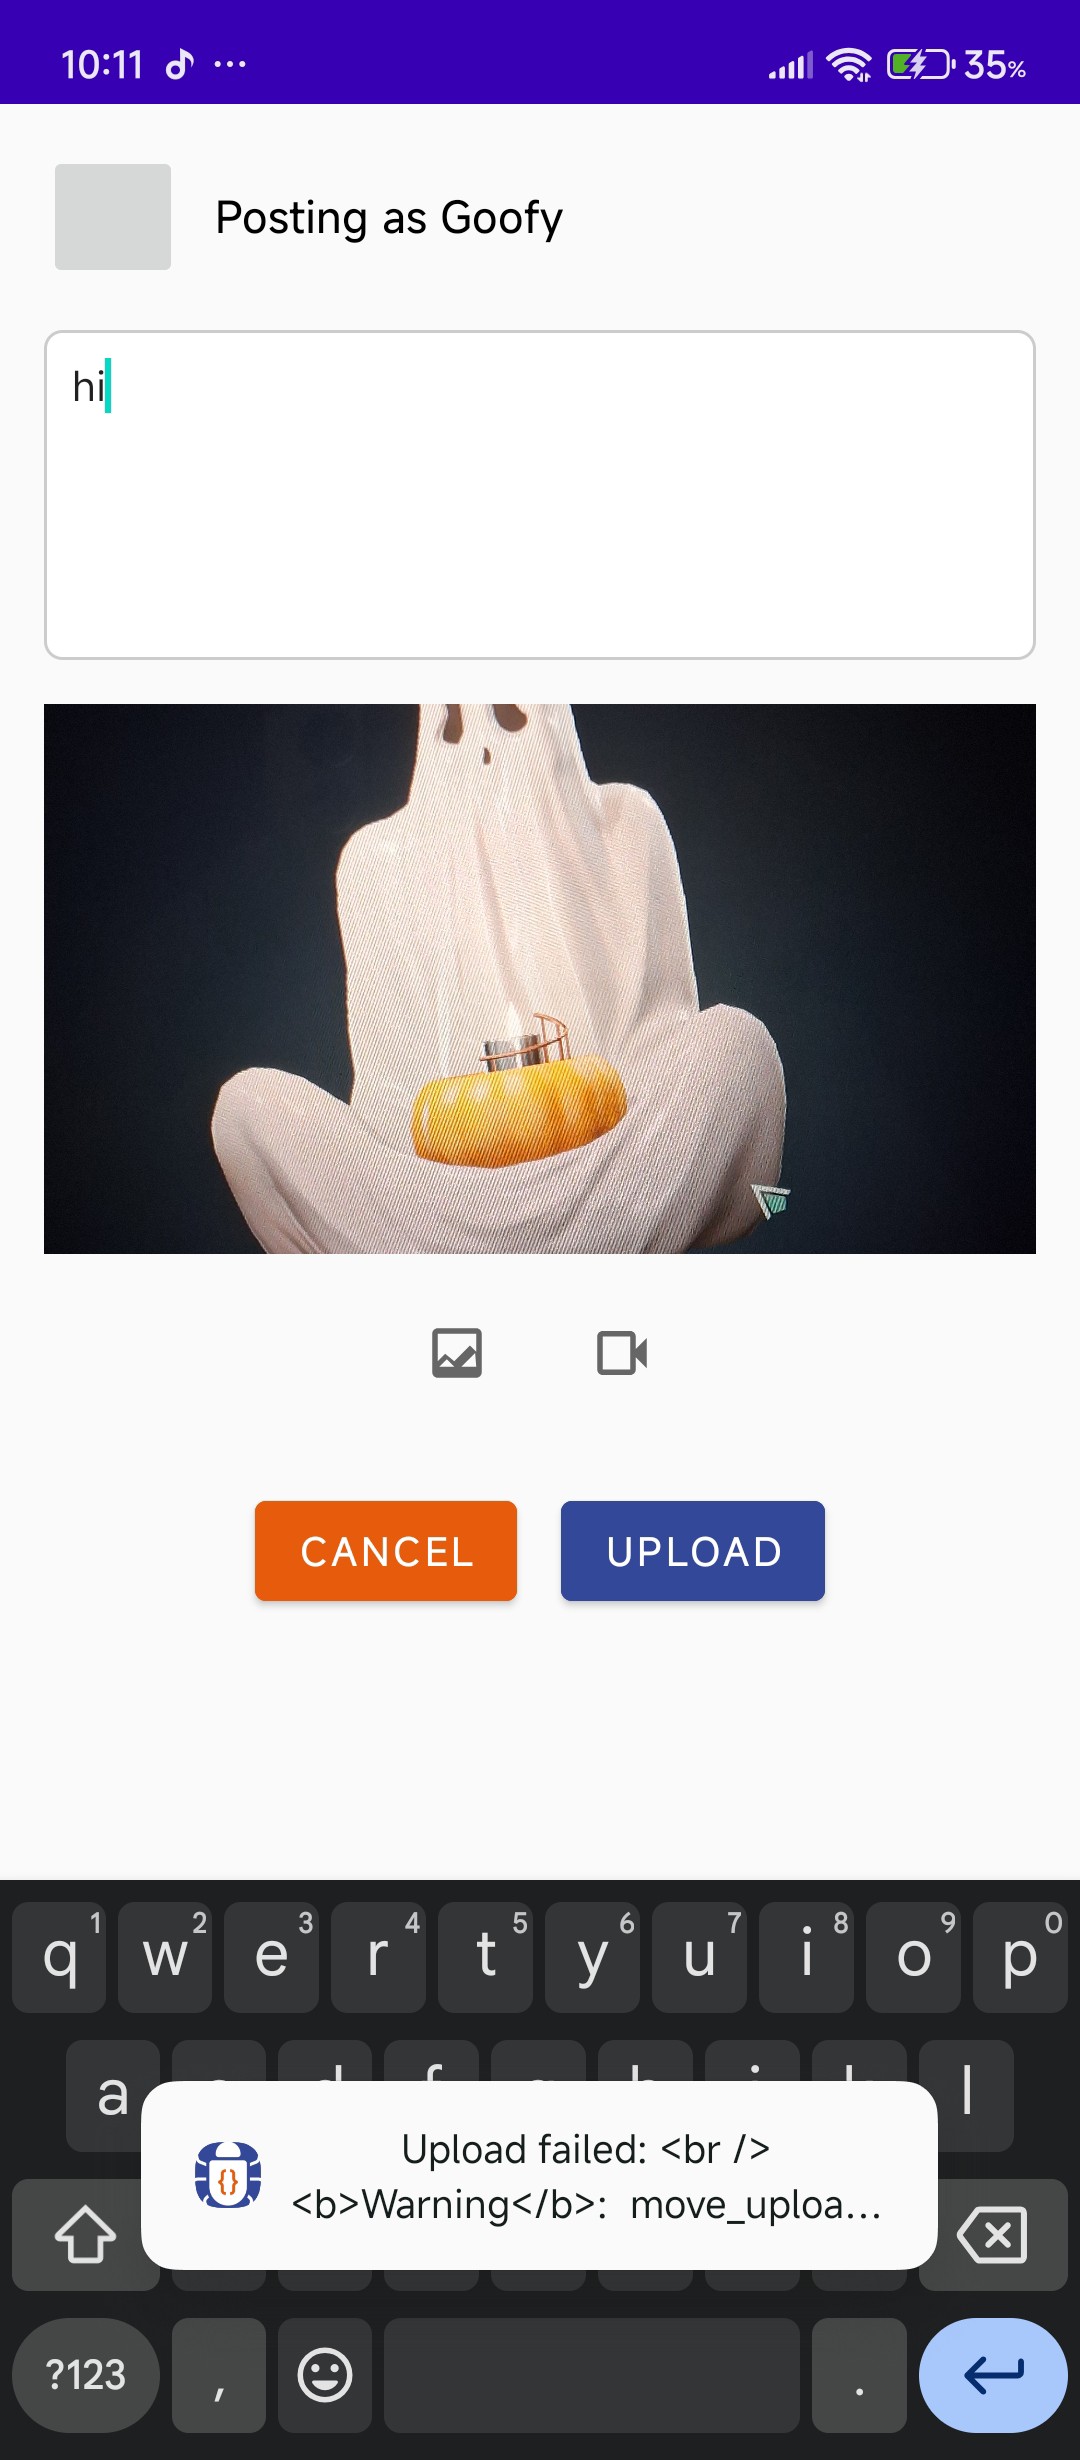 10:11 ... 35%
Posting as Goofy
hi
CANCEL UPLOAD
1 2 3 4 5 6 7 8 9 0
q w e r t y u i o p
a l
Upload failed: <br />
<b>Warning</b>:  move_uploa...
{}
?123 , .